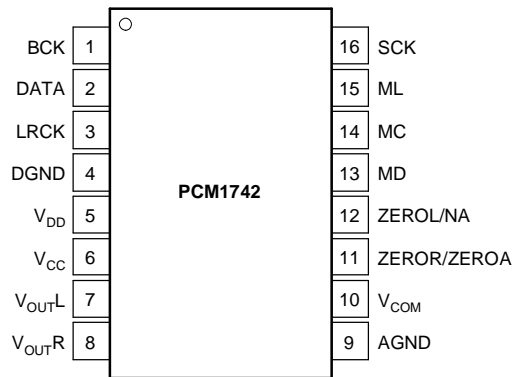 BCK 1 16 SCK
DATA 2 15 ML
LRCK 3 14 MC
DGND 4 13 MD
PCM1742
VDD 5 12 ZEROL/NA
VCC 6 11 ZEROR/ZEROA
VOUTL 7 10 VCOM
VOUTR 8 9 AGND